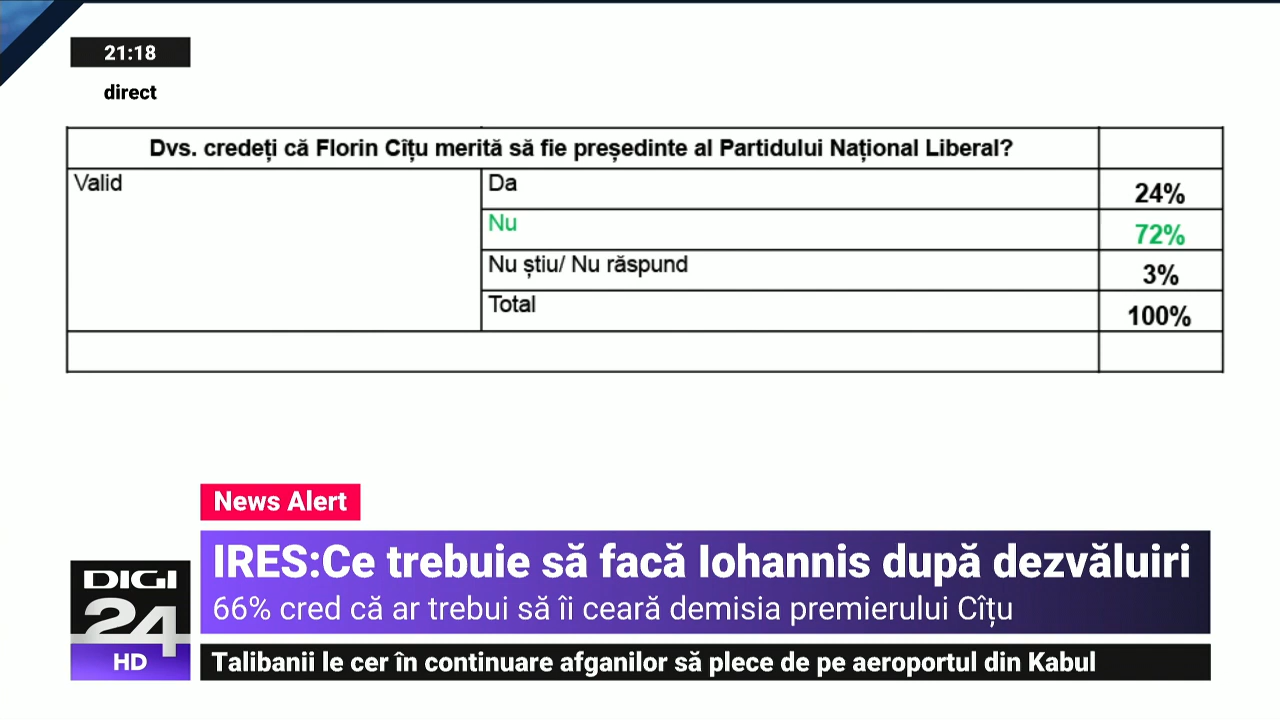 21:18
direct
Dvs. credeți că Florin Cîțu merită să fie președinte al Partidului Național Liberal?
Valid
Da
24%
Nu
72%
Nu știu/ Nu răspund
3%
Total
100%
News Alert
IRES:Ce trebuie să facă Iohannis după dezvăluiri
66% cred că ar trebui să îi ceară demisia premierului Cîțu
DIGI
24
HD
Talibanii le cer în continuare afganilor să plece de pe aeroportul din Kabul